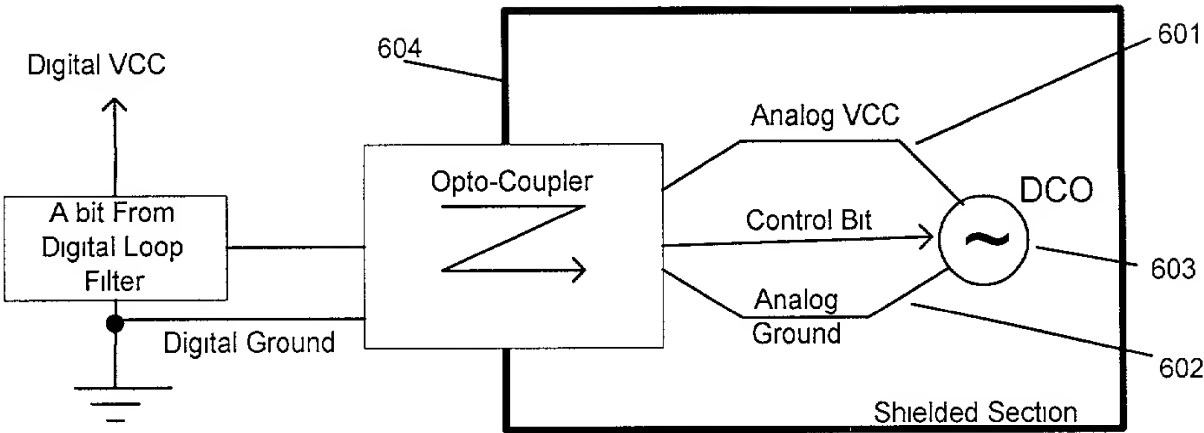 601
604
Digital VCC
Analog VCC
Opto-Coupler
DCO
A bit From
Digital Loop
Filter
Control Bit
~
603
Analog
Ground
Digital Ground
602
Shielded Section